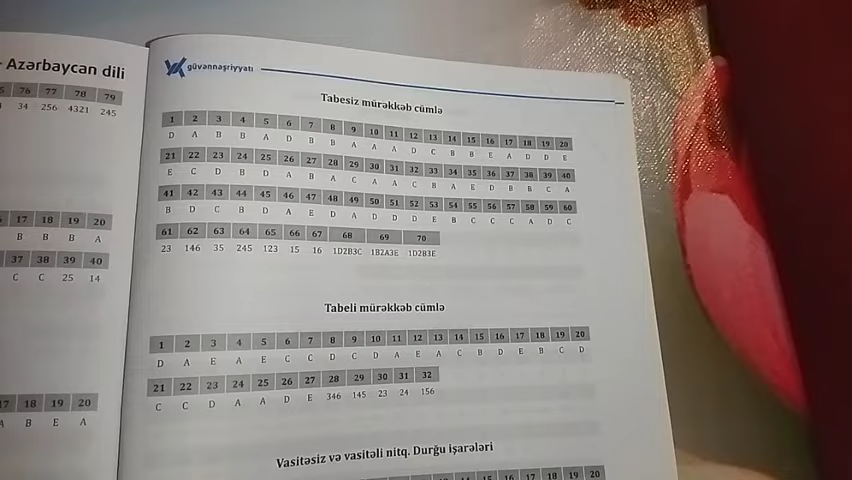 Azərbaycan dili
76 77 78 79
34 256 4321 245
17 18 19 20
B B B A
37 38 39 40
C C 25 14
17 18 19 20
A B E A
güvənnəşriyyatı
Tabesiz mürəkkəb cümlə
1 2 3 4 5 6 7 8 9 10 11 12 13 14 15 16 17 18 19 20
D A B B A D B B A A A D C B B E A D D E
21 22 23 24 25 26 27 28 29 30 31 32 33 34 35 36 37 38 39 40
E C D B D A B A C A A C B A E D B B C A
41 42 43 44 45 46 47 48 49 50 51 52 53 54 55 56 57 58 59 60
B D C B D A E D A D D D E B C C C A D C
61 62 63 64 65 66 67 68 69 70
23 146 35 245 123 15 16 1D2B3C 1B2A3E 1D2B3E
Tabeli mürəkkəb cümlə
1 2 3 4 5 6 7 8 9 10 11 12 13 14 15 16 17 18 19 20
D A E A E C C D C D A E A C B D E B C D
21 22 23 24 25 26 27 28 29 30 31 32
C C D A A D E 346 145 23 24 156
Vasitəsiz və vasitəli nitq. Durğu işarələri
14 15 16 17 18 19 20